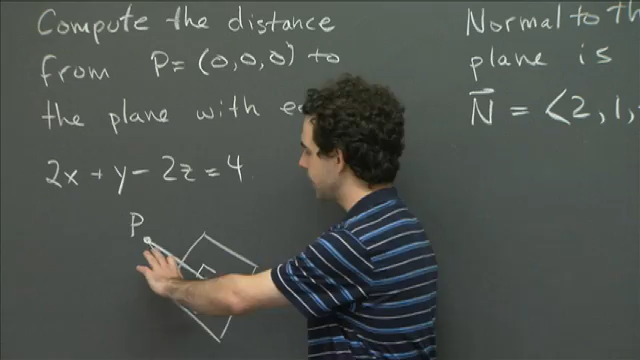 Compute the distance
from P = (0,0,0) to
the plane with
2x + y - 2z = 4
P
Normal to
plane is
N⃗ = <2, 1,